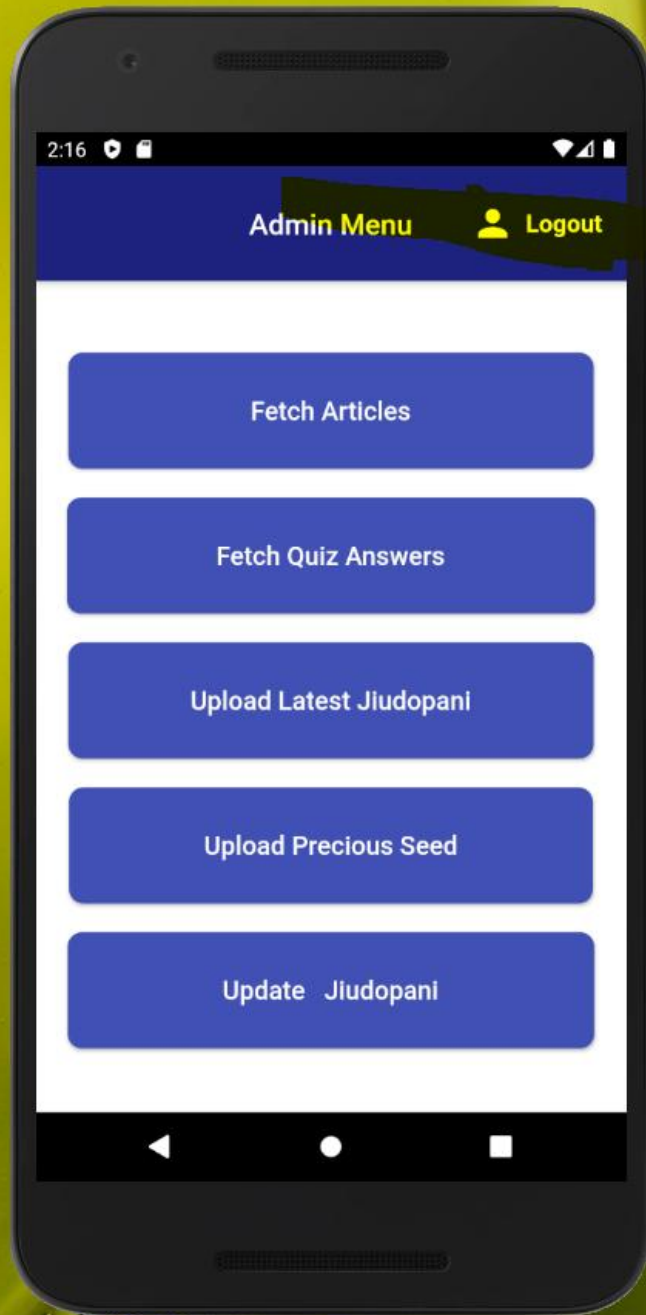 2:16
Admin Menu Logout
Fetch Articles
Fetch Quiz Answers
Upload Latest Jiudopani
Upload Precious Seed
Update Jiudopani